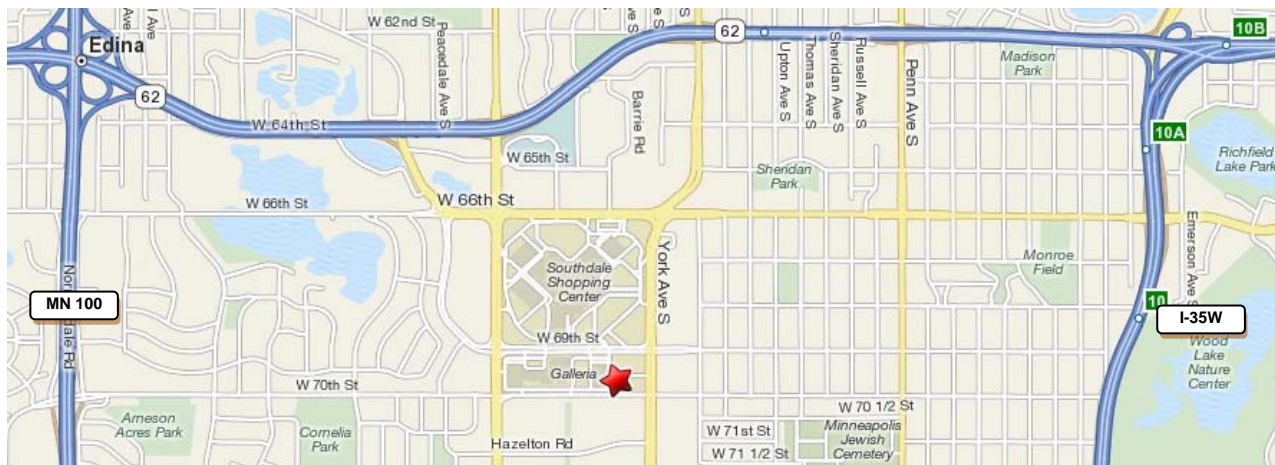 W 62nd St
Ave S
l Ave
Ave S
Edina
Peacedale Ave S
62
62
10B
Upton Ave S
Thomas Ave S
Sheridan Ave S
Russell Ave S
Penn Ave S
Madison
Park
62
W 64th St
Barrie Rd
10A
W 65th St
Richfield
Lake Park
Sheridan
Park
W 66th St
W 66th St
Emerson Ave S
York Ave S
Monroe
Field
Southdale
Shopping
Center
MN 100
10
I-35W
W 69th St
Wood
Lake
Nature
Center
Galleria
W 70th St
W 70 1/2 St
Arneson
Acres Park
Cornelia
Park
W 71st St
Minneapolis
Jewish
Cemetery
Hazelton Rd
W 71 1/2 St